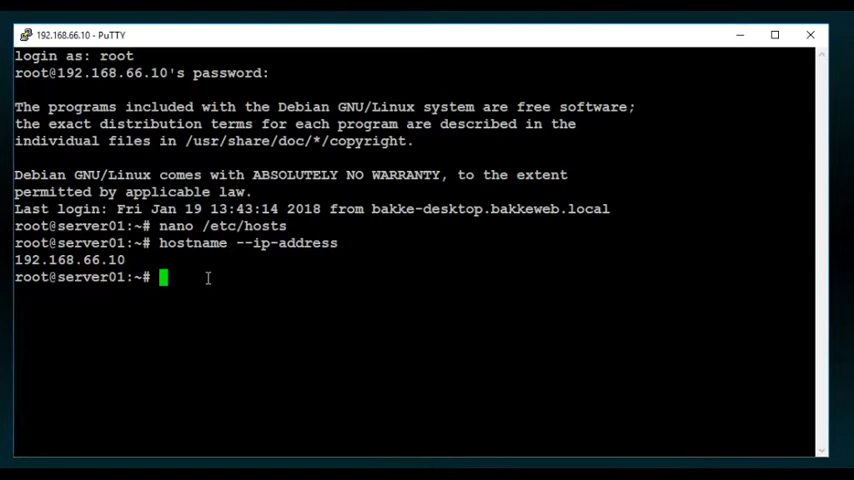 192.168.66.10 - PuTTY
login as: root
root@192.168.66.10's password:
The programs included with the Debian GNU/Linux system are free software;
the exact distribution terms for each program are described in the
individual files in /usr/share/doc/*/copyright.
Debian GNU/Linux comes with ABSOLUTELY NO WARRANTY, to the extent
permitted by applicable law.
Last login: Fri Jan 19 13:43:14 2018 from bakke-desktop.bakkeweb.local
root@server01:~# nano /etc/hosts
root@server01:~# hostname --ip-address
192.168.66.10
root@server01:~#